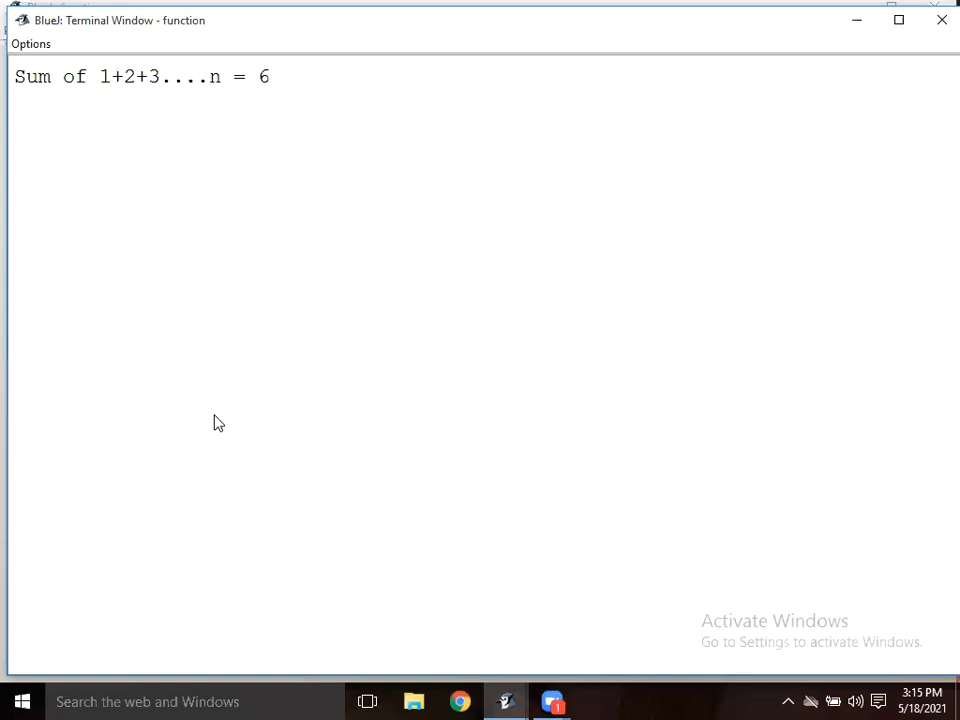 BlueJ: Terminal Window - function
Options
Sum of 1+2+3....n = 6
Activate Windows
Go to Settings to activate Windows.
Search the web and Windows
1
3:15 PM
5/18/2021